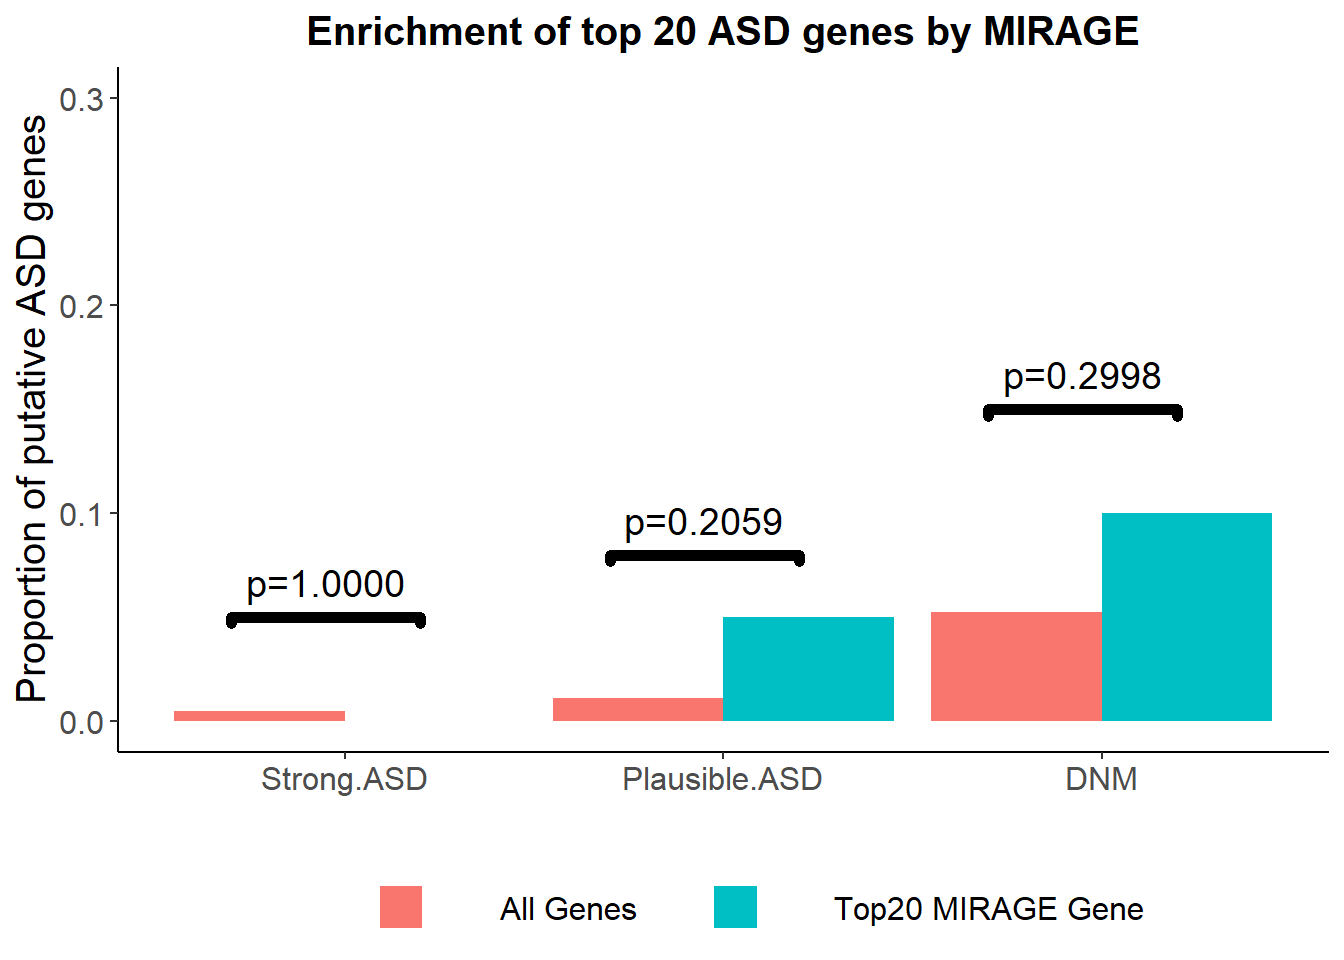 Enrichment of top 20 ASD genes by MIRAGE
Proportion of putative ASD genes
0.3
0.2
0.1
0.0
p=1.0000
p=0.2059
p=0.2998
Strong.ASD
Plausible.ASD
DNM
All Genes
Top20 MIRAGE Gene